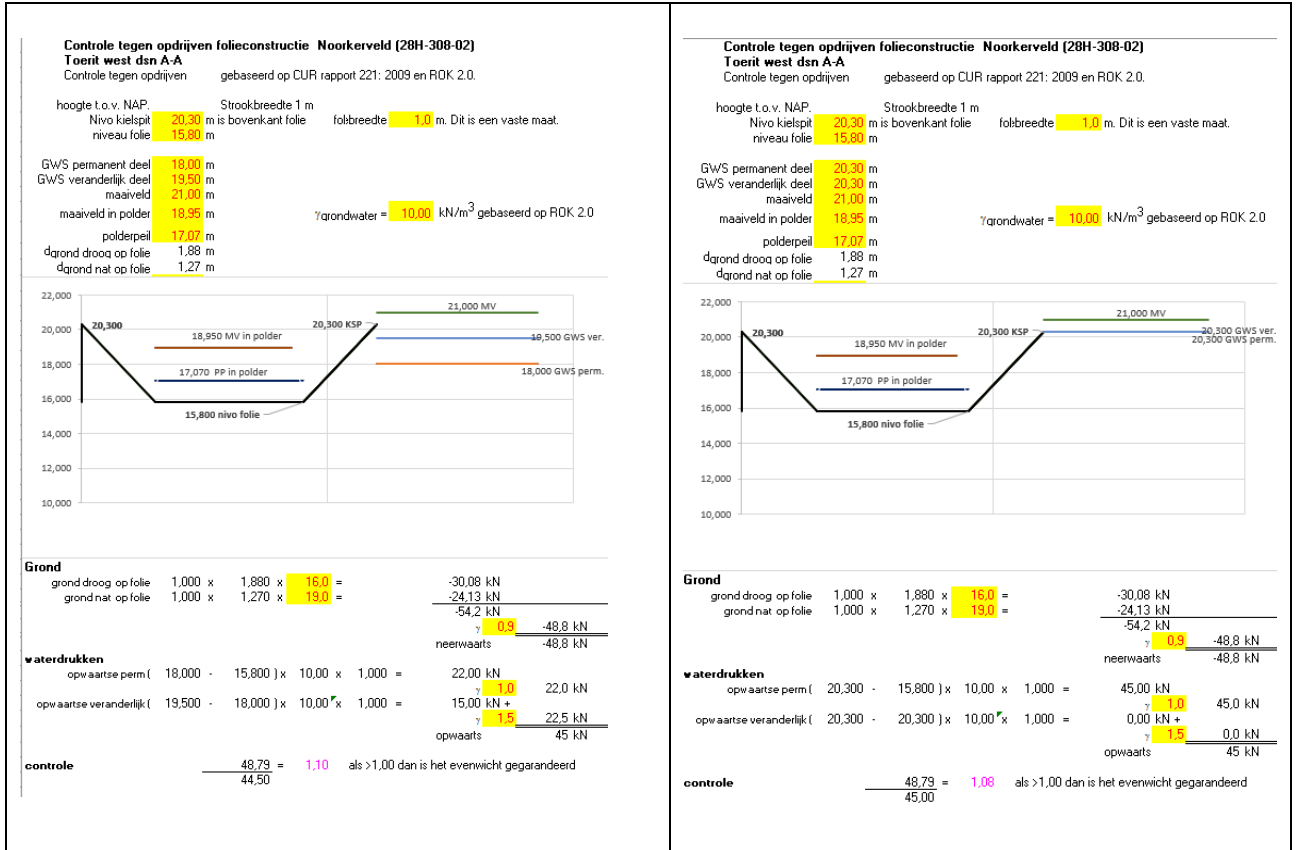 Controle tegen opdrijven folieconstructie Noorkerveld (28H-308-02)
Toerit west dsn A-A
Controle tegen opdrijven gebaseerd op CUR rapport 221: 2009 en ROK 2.0.
hoogte t.o.v. NAP. Strookbreedte 1 m
Nivo kielspit 20,30 m is bovenkant folie foliebreedte 1,0 m. Dit is een vaste maat.
niveau folie 15,80 m
GWS permanent deel 18,00 m
GWS veranderlijk deel 19,50 m
maaiveld 21,00 m
maaiveld in polder 18,95 m γgrondwater = 10,00 kN/m3 gebaseerd op ROK 2.0
polderpeil 17,07 m
dgrond droog op folie 1,88 m
dgrond nat op folie 1,27 m
22,000
20,000
18,000
16,000
14,000
12,000
10,000
20,300
18,950 MV in polder
17,070 PP in polder
15,800 nivo folie
20,300 KSP
21,000 MV
19,500 GWS ver.
18,000 GWS perm.
Grond
grond droog op folie 1,000 x 1,880 x 16,0 = -30,08 kN
grond nat op folie 1,000 x 1,270 x 19,0 = -24,13 kN
-54,2 kN
γ 0,9 -48,8 kN
neerwaarts -48,8 kN
waterdrukken
opwaartse perm ( 18,000 - 15,800 ) x 10,00 x 1,000 = 22,00 kN
γ 1,0 22,0 kN
opwaartse veranderlijk ( 19,500 - 18,000 ) x 10,00 x 1,000 = 15,00 kN +
γ 1,5 22,5 kN
opwaarts 45 kN
controle 48,79 = 1,10 als >1,00 dan is het evenwicht gegarandeerd
44,50
Controle tegen opdrijven folieconstructie Noorkerveld (28H-308-02)
Toerit west dsn A-A
Controle tegen opdrijven gebaseerd op CUR rapport 221: 2009 en ROK 2.0.
hoogte t.o.v. NAP. Strookbreedte 1 m
Nivo kielspit 20,30 m is bovenkant folie foliebreedte 1,0 m. Dit is een vaste maat.
niveau folie 15,80 m
GWS permanent deel 20,30 m
GWS veranderlijk deel 20,30 m
maaiveld 21,00 m
maaiveld in polder 18,95 m γgrondwater = 10,00 kN/m3 gebaseerd op ROK 2.0
polderpeil 17,07 m
dgrond droog op folie 1,88 m
dgrond nat op folie 1,27 m
22,000
20,000
18,000
16,000
14,000
12,000
10,000
20,300
18,950 MV in polder
17,070 PP in polder
15,800 nivo folie
20,300 KSP
21,000 MV
20,300 GWS ver.
20,300 GWS perm.
Grond
grond droog op folie 1,000 x 1,880 x 16,0 = -30,08 kN
grond nat op folie 1,000 x 1,270 x 19,0 = -24,13 kN
-54,2 kN
γ 0,9 -48,8 kN
neerwaarts -48,8 kN
waterdrukken
opwaartse perm ( 20,300 - 15,800 ) x 10,00 x 1,000 = 45,00 kN
γ 1,0 45,0 kN
opwaartse veranderlijk ( 20,300 - 20,300 ) x 10,00 x 1,000 = 0,00 kN +
γ 1,5 0,0 kN
opwaarts 45 kN
controle 48,79 = 1,08 als >1,00 dan is het evenwicht gegarandeerd
45,00